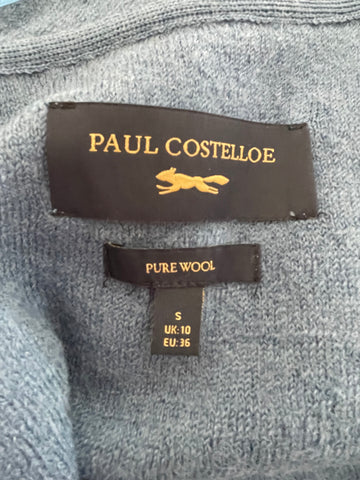 PAUL COSTELLOE
PURE WOOL
S
UK: 10
EU: 36